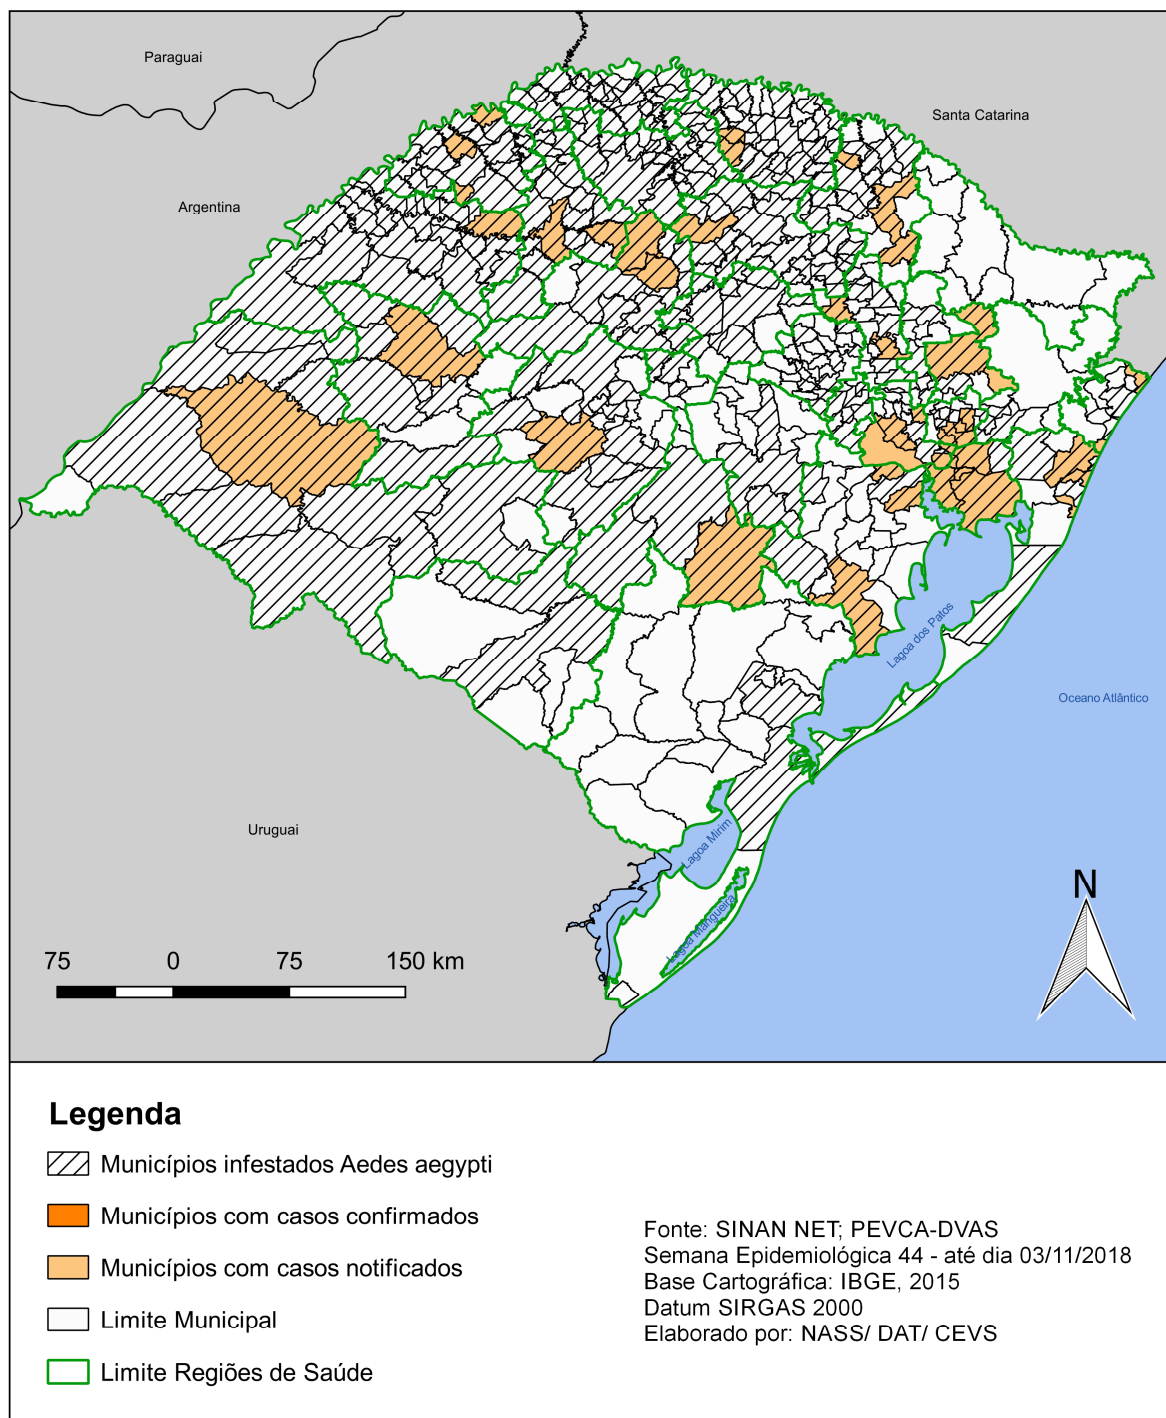 Paraguai
Santa Catarina
Argentina
Lagoa dos Patos
Oceano Atlântico
Uruguai
Lagoa Mirim
Lagoa Mangueira
N
75 0 75 150 km
Legenda
Municípios infestados Aedes aegypti
Municípios com casos confirmados
Municípios com casos notificados
Limite Municipal
Limite Regiões de Saúde
Fonte: SINAN NET; PEVCA-DVAS
Semana Epidemiológica 44 - até dia 03/11/2018
Base Cartográfica: IBGE, 2015
Datum SIRGAS 2000
Elaborado por: NASS/ DAT/ CEVS